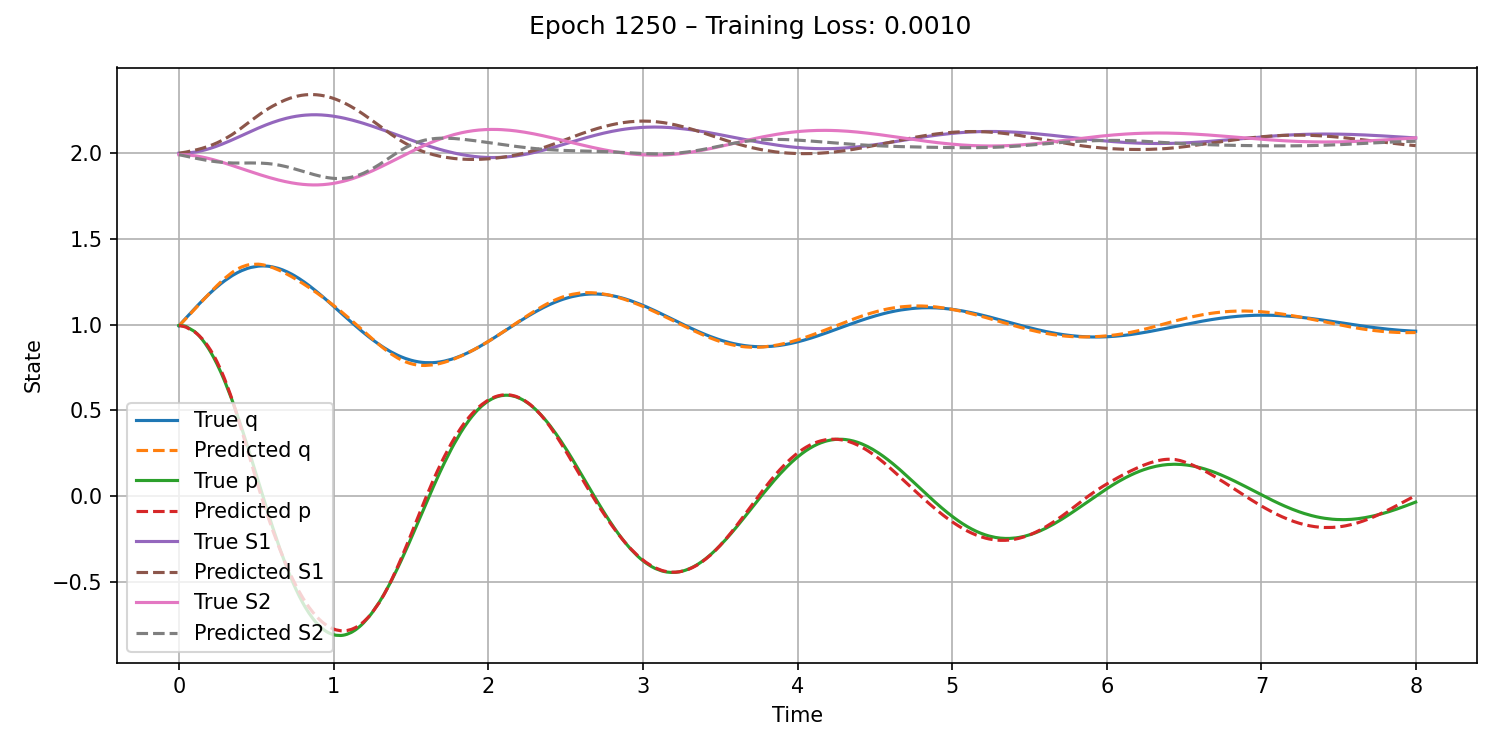 Epoch 1250 – Training Loss: 0.0010
State
2.0
1.5
1.0
0.5
0.0
−0.5
True q
Predicted q
True p
Predicted p
True S1
Predicted S1
True S2
Predicted S2
0 1 2 3 4 5 6 7 8
Time